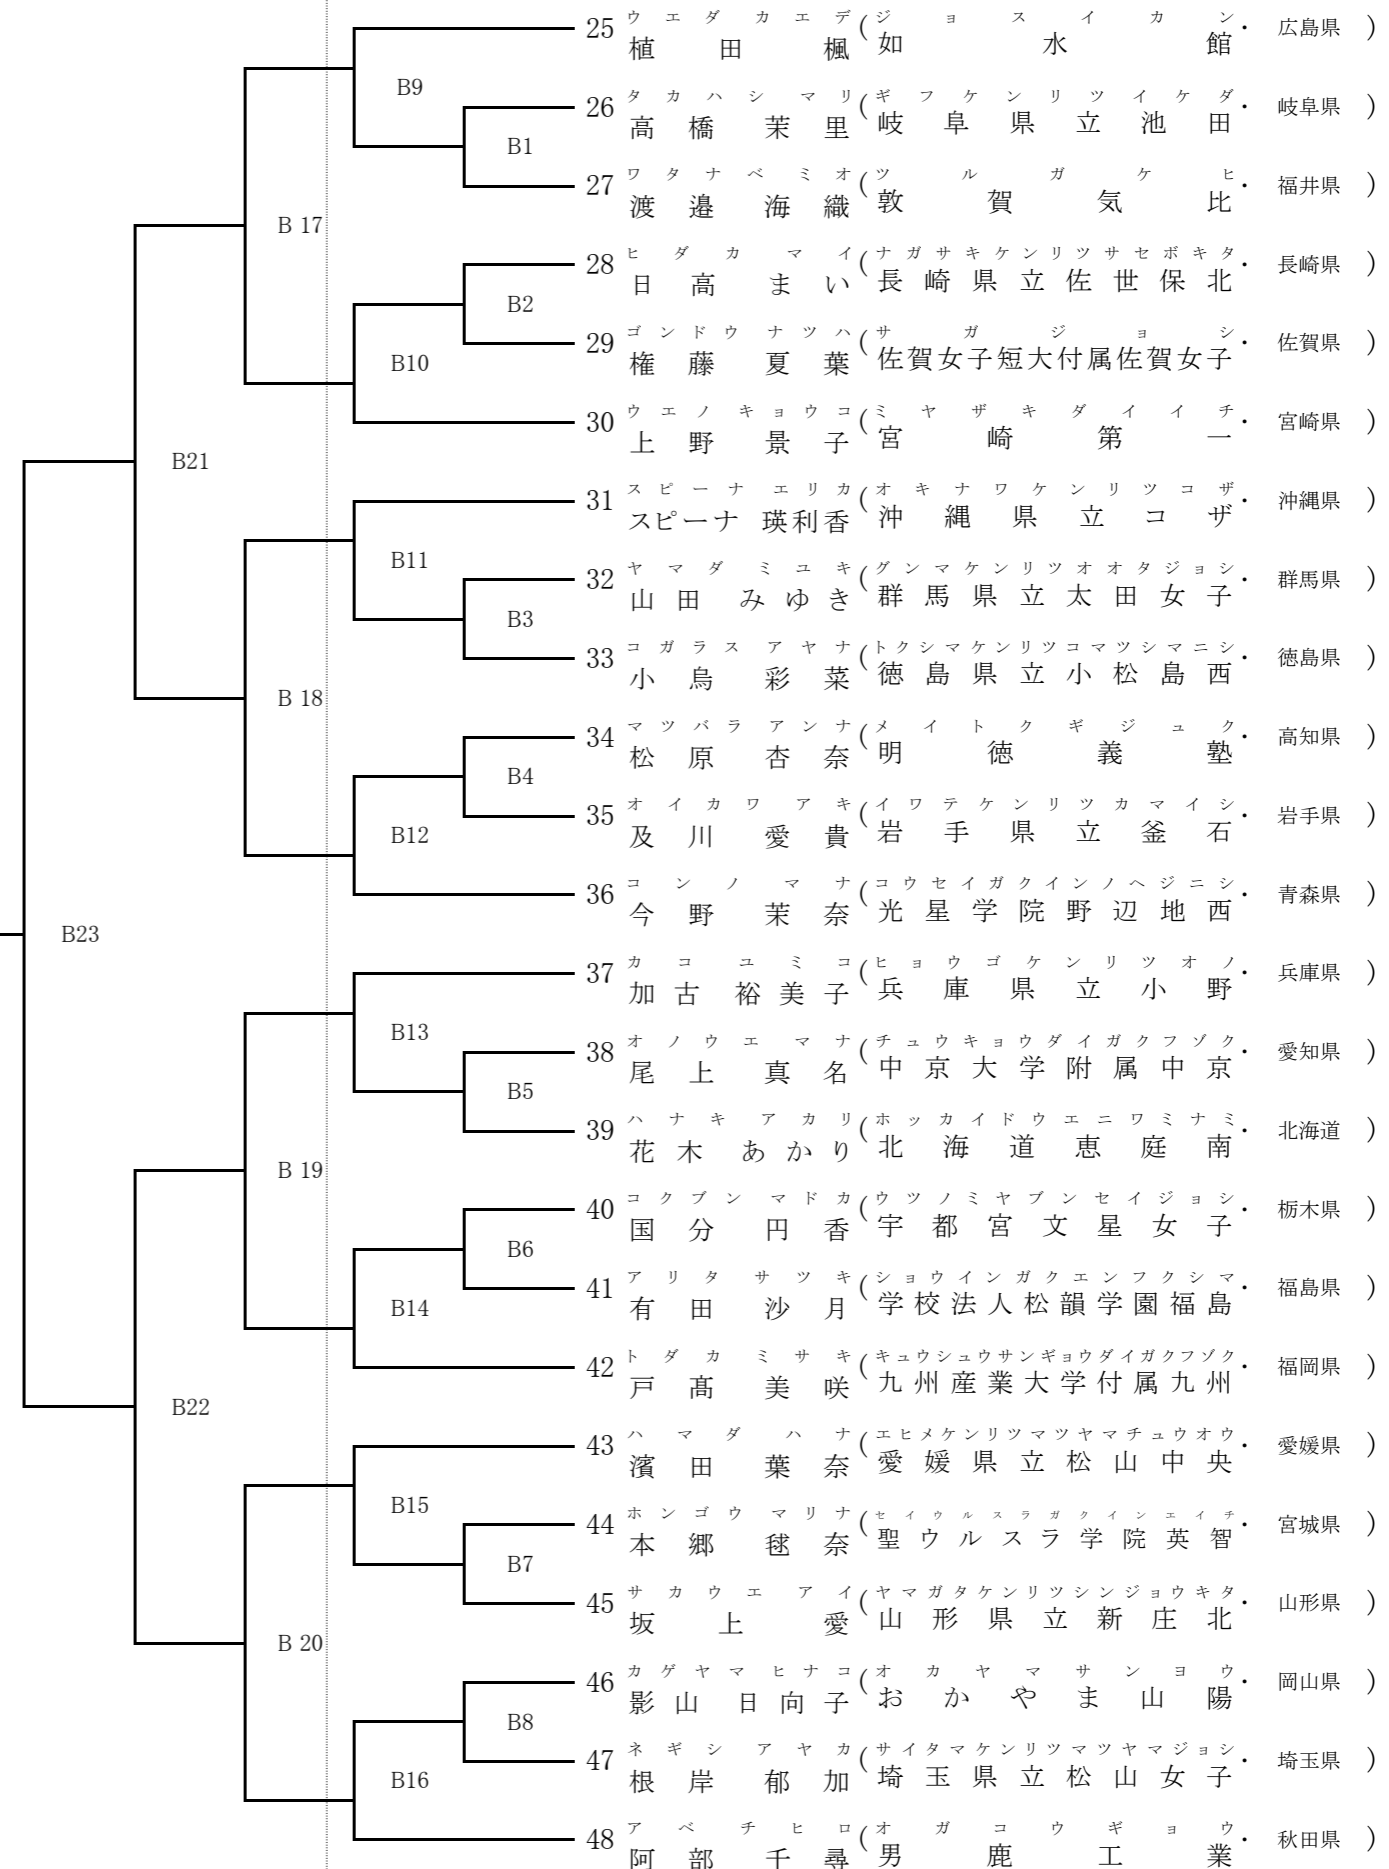 ウエダ カエデ ジョスイカン
25 植田 楓 ( 如水館 ・ 広島県 )
B9
タカハシ マリ ギフケンリツイケダ
26 高橋 茉里 ( 岐阜県立池田 ・ 岐阜県 )
B1
ワタナベ ミオ ツルガケヒ
27 渡邉 海織 ( 敦賀気比 ・ 福井県 )
B 17
ヒダカ マイ ナガサキケンリツサセボキタ
28 日高 まい ( 長崎県立佐世保北 ・ 長崎県 )
B2
ゴンドウ ナツハ サガジョシ
29 権藤 夏葉 ( 佐賀女子短大付属佐賀女子 ・ 佐賀県 )
B10
ウエノ キョウコ ミヤザキダイイチ
30 上野 景子 ( 宮崎第一 ・ 宮崎県 )
B21
スピーナ エリカ オキナワケンリツコザ
31 スピーナ 瑛利香 ( 沖縄県立コザ ・ 沖縄県 )
B11
ヤマダ ミユキ グンマケンリツオオタジョシ
32 山田 みゆき ( 群馬県立太田女子 ・ 群馬県 )
B3
コガラス アヤナ トクシマケンリツコマツシマニシ
33 小烏 彩菜 ( 徳島県立小松島西 ・ 徳島県 )
B 18
マツバラ アンナ メイトクギジュク
34 松原 杏奈 ( 明徳義塾 ・ 高知県 )
B4
オイカワ アキ イワテケンリツカマイシ
35 及川 愛貴 ( 岩手県立釜石 ・ 岩手県 )
B12
コンノ マナ コウセイガクインノヘジニシ
36 今野 茉奈 ( 光星学院野辺地西 ・ 青森県 )
B23
カコ ユミコ ヒョウゴケンリツオノ
37 加古 裕美子 ( 兵庫県立小野 ・ 兵庫県 )
B13
オノウエ マナ チュウキョウダイガクフゾク
38 尾上 真名 ( 中京大学附属中京 ・ 愛知県 )
B5
ハナキ アカリ ホッカイドウエニワミナミ
39 花木 あかり ( 北海道恵庭南 ・ 北海道 )
B 19
コクブン マドカ ウツノミヤブンセイジョシ
40 国分 円香 ( 宇都宮文星女子 ・ 栃木県 )
B6
アリタ サツキ ショウインガクエンフクシマ
41 有田 沙月 ( 学校法人松韻学園福島 ・ 福島県 )
B14
トダカ ミサキ キュウシュウサンギョウダイガクフゾク
42 戸髙 美咲 ( 九州産業大学付属九州 ・ 福岡県 )
B22
ハマダ ハナ エヒメケンリツマツヤマチュウオウ
43 濱田 葉奈 ( 愛媛県立松山中央 ・ 愛媛県 )
B15
ホンゴウ マリナ セイウルスラガクインエイチ
44 本郷 毬奈 ( 聖ウルスラ学院英智 ・ 宮城県 )
B7
サカウエ アイ ヤマガタケンリツシンジョウキタ
45 坂上 愛 ( 山形県立新庄北 ・ 山形県 )
B 20
カゲヤマ ヒナコ オカヤマサンヨウ
46 影山 日向子 ( おかやま山陽 ・ 岡山県 )
B8
ネギシ アヤカ サイタマケンリツマツヤマジョシ
47 根岸 郁加 ( 埼玉県立松山女子 ・ 埼玉県 )
B16
アベ チヒロ オガコウギョウ
48 阿部 千尋 ( 男鹿工業 ・ 秋田県 )